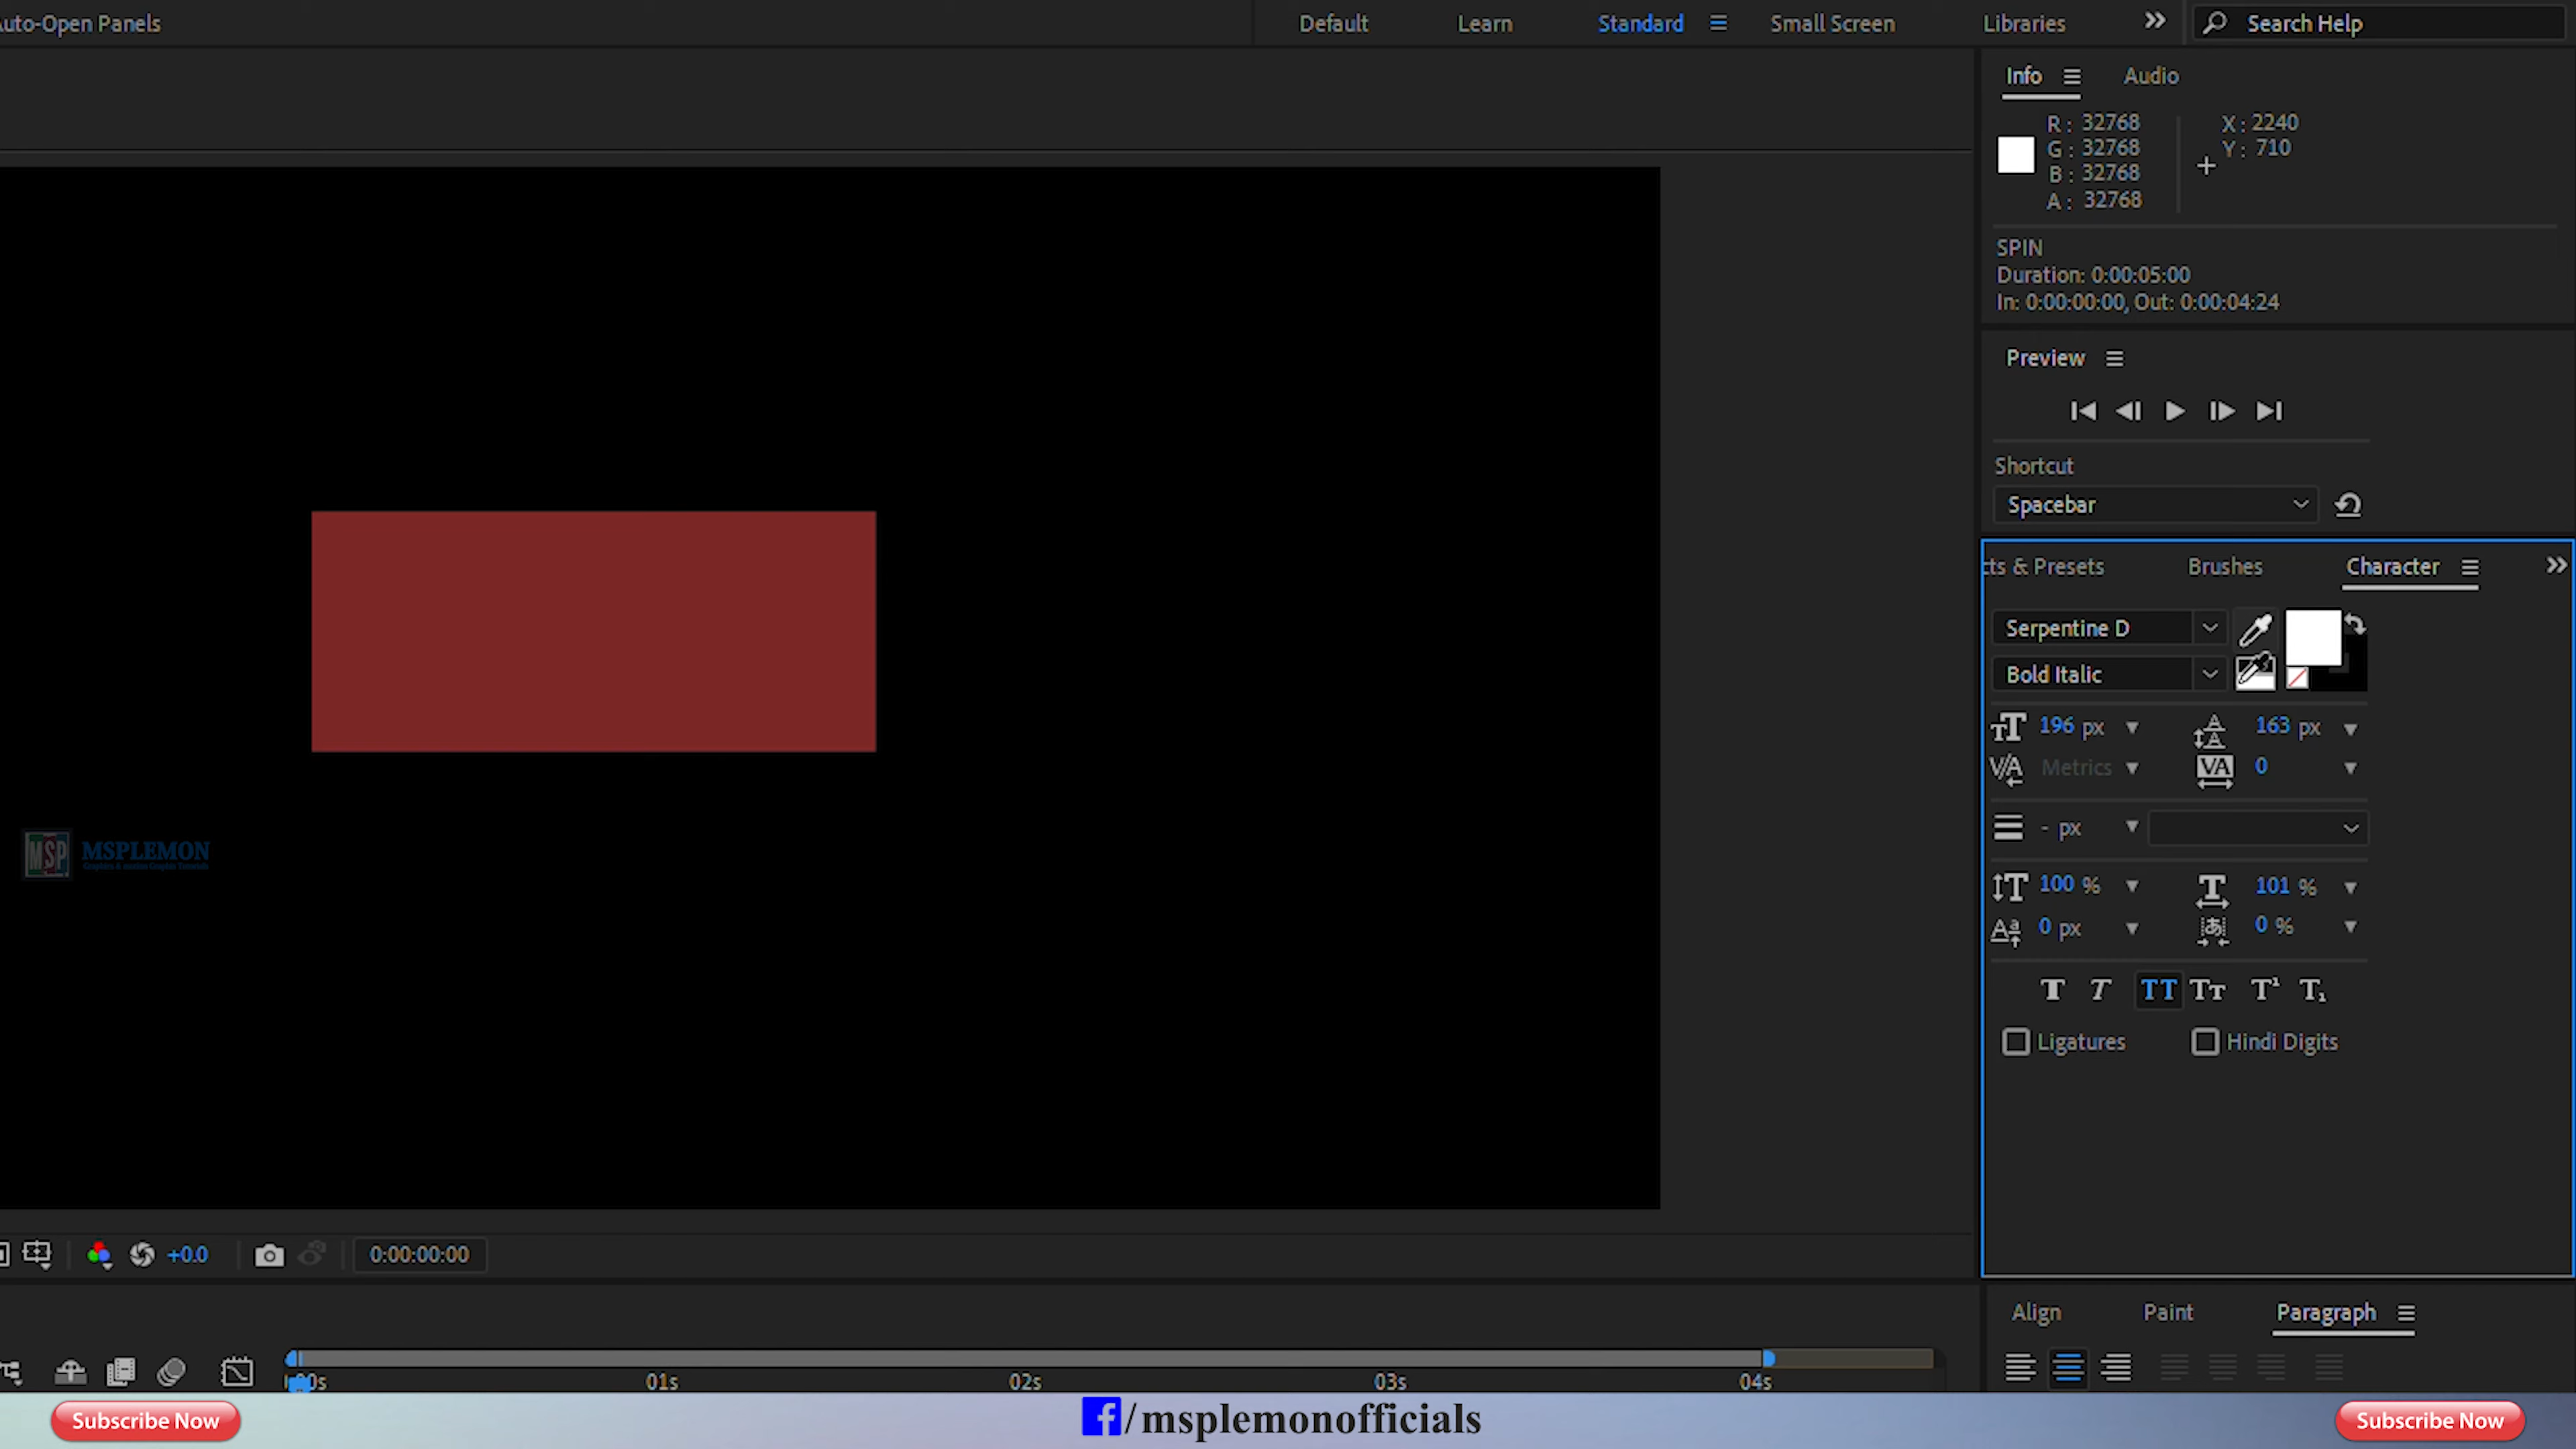 Auto-Open Panels
Default Learn Standard Small Screen Libraries Search Help
Info Audio
R : 32768
G : 32768
B : 32768
A : 32768
X : 2240
Y : 710
SPIN
Duration: 0:00:05:00
In: 0:00:00:00, Out: 0:00:04:24
Preview
Shortcut
Spacebar
cts & Presets Brushes Character
Serpentine D
Bold Italic
196 px 163 px
Metrics 0
- px
100 % 101 %
0 px 0 %
Ligatures Hindi Digits
MSP MSPLEMON
+0.0 0:00:00:00
Align Paint Paragraph
00s 01s 02s 03s 04s
Subscribe Now /msplemonofficials Subscribe Now